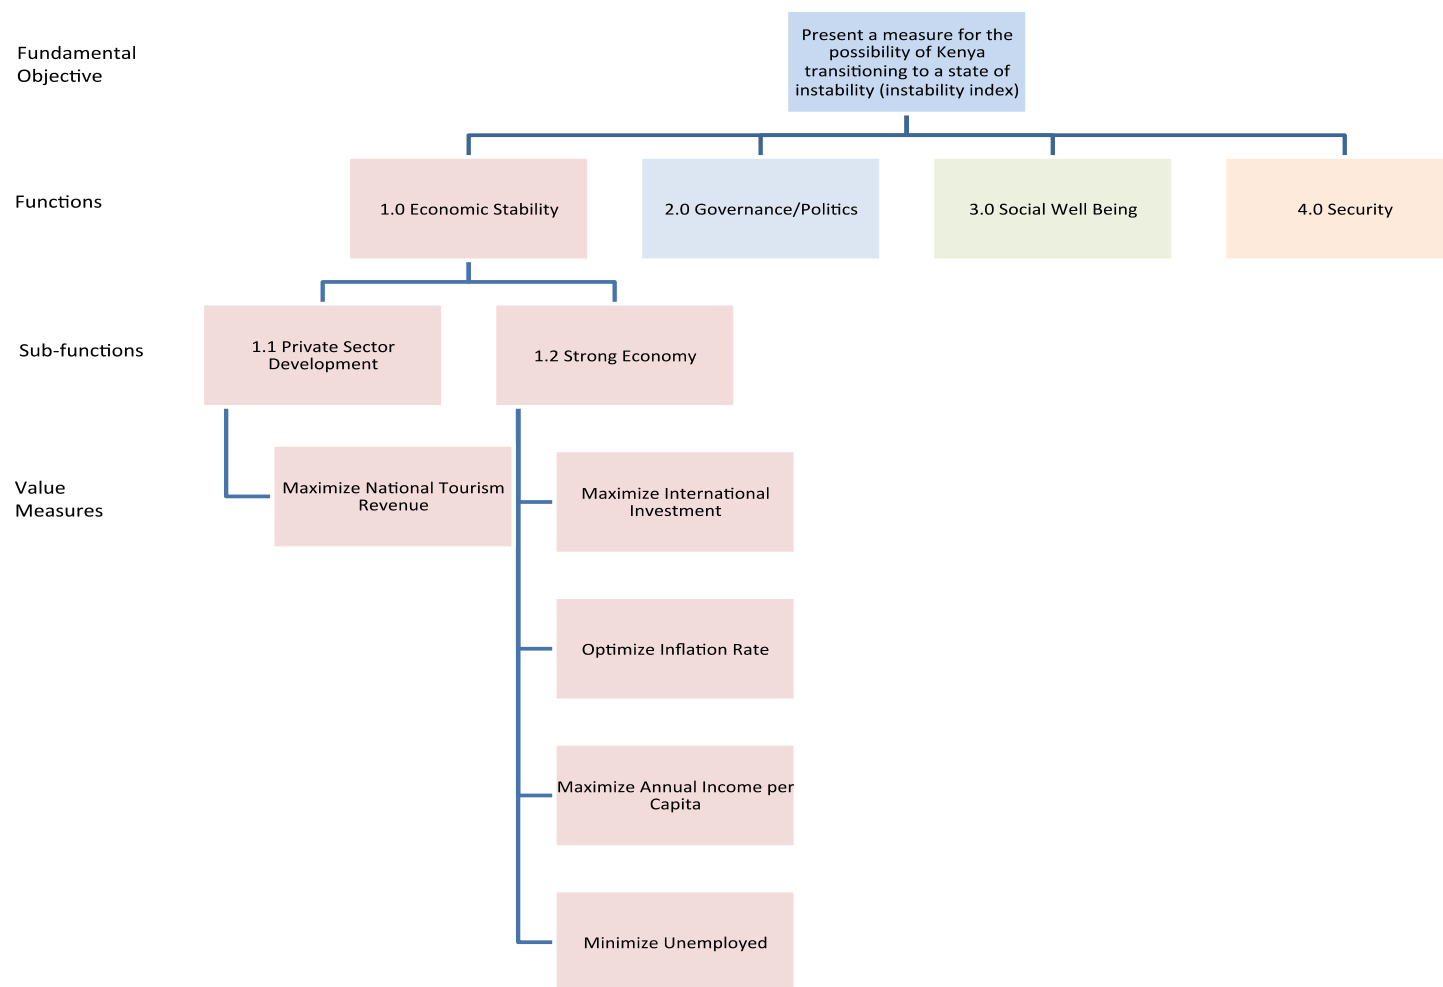 Fundamental
Objective
Present a measure for the
possibility of Kenya
transitioning to a state of
instability (instability index)
Functions
1.0 Economic Stability
2.0 Governance/Politics
3.0 Social Well Being
4.0 Security
Sub-functions
1.1 Private Sector
Development
1.2 Strong Economy
Value
Measures
Maximize National Tourism
Revenue
Maximize International
Investment
Optimize Inflation Rate
Maximize Annual Income per
Capita
Minimize Unemployed